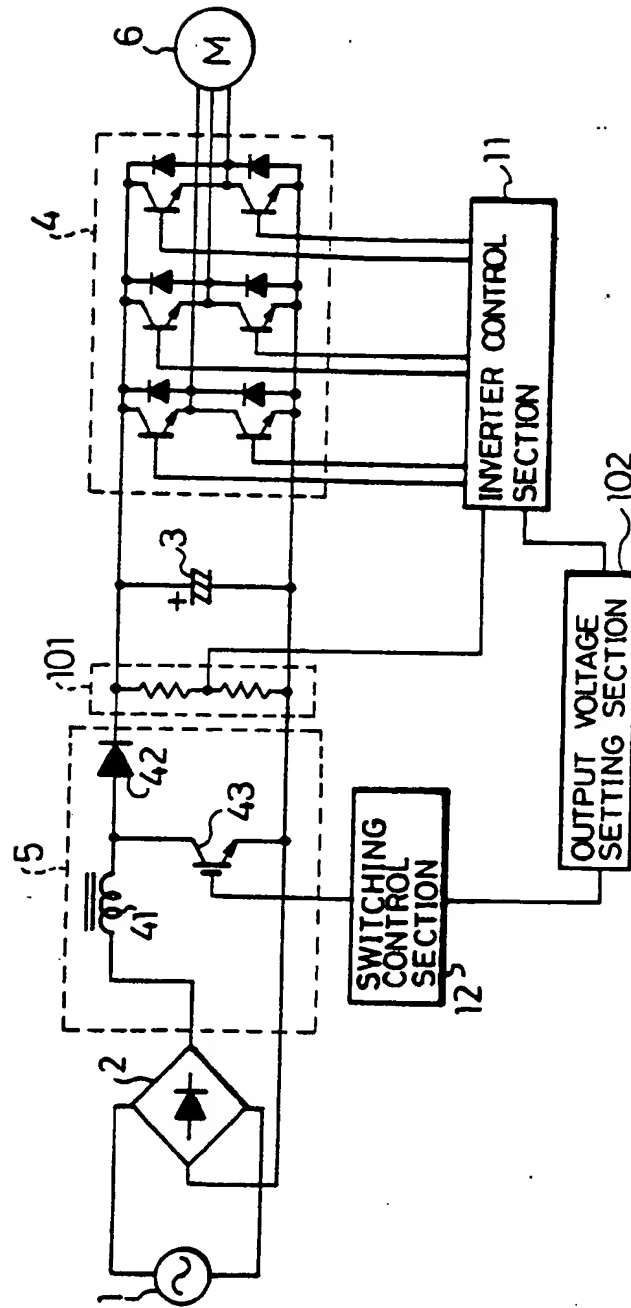 1
2
5
41
42
43
101
3
+
4
6
M
SWITCHING
CONTROL
SECTION
12
INVERTER CONTROL
SECTION
11
OUTPUT VOLTAGE
SETTING SECTION
102